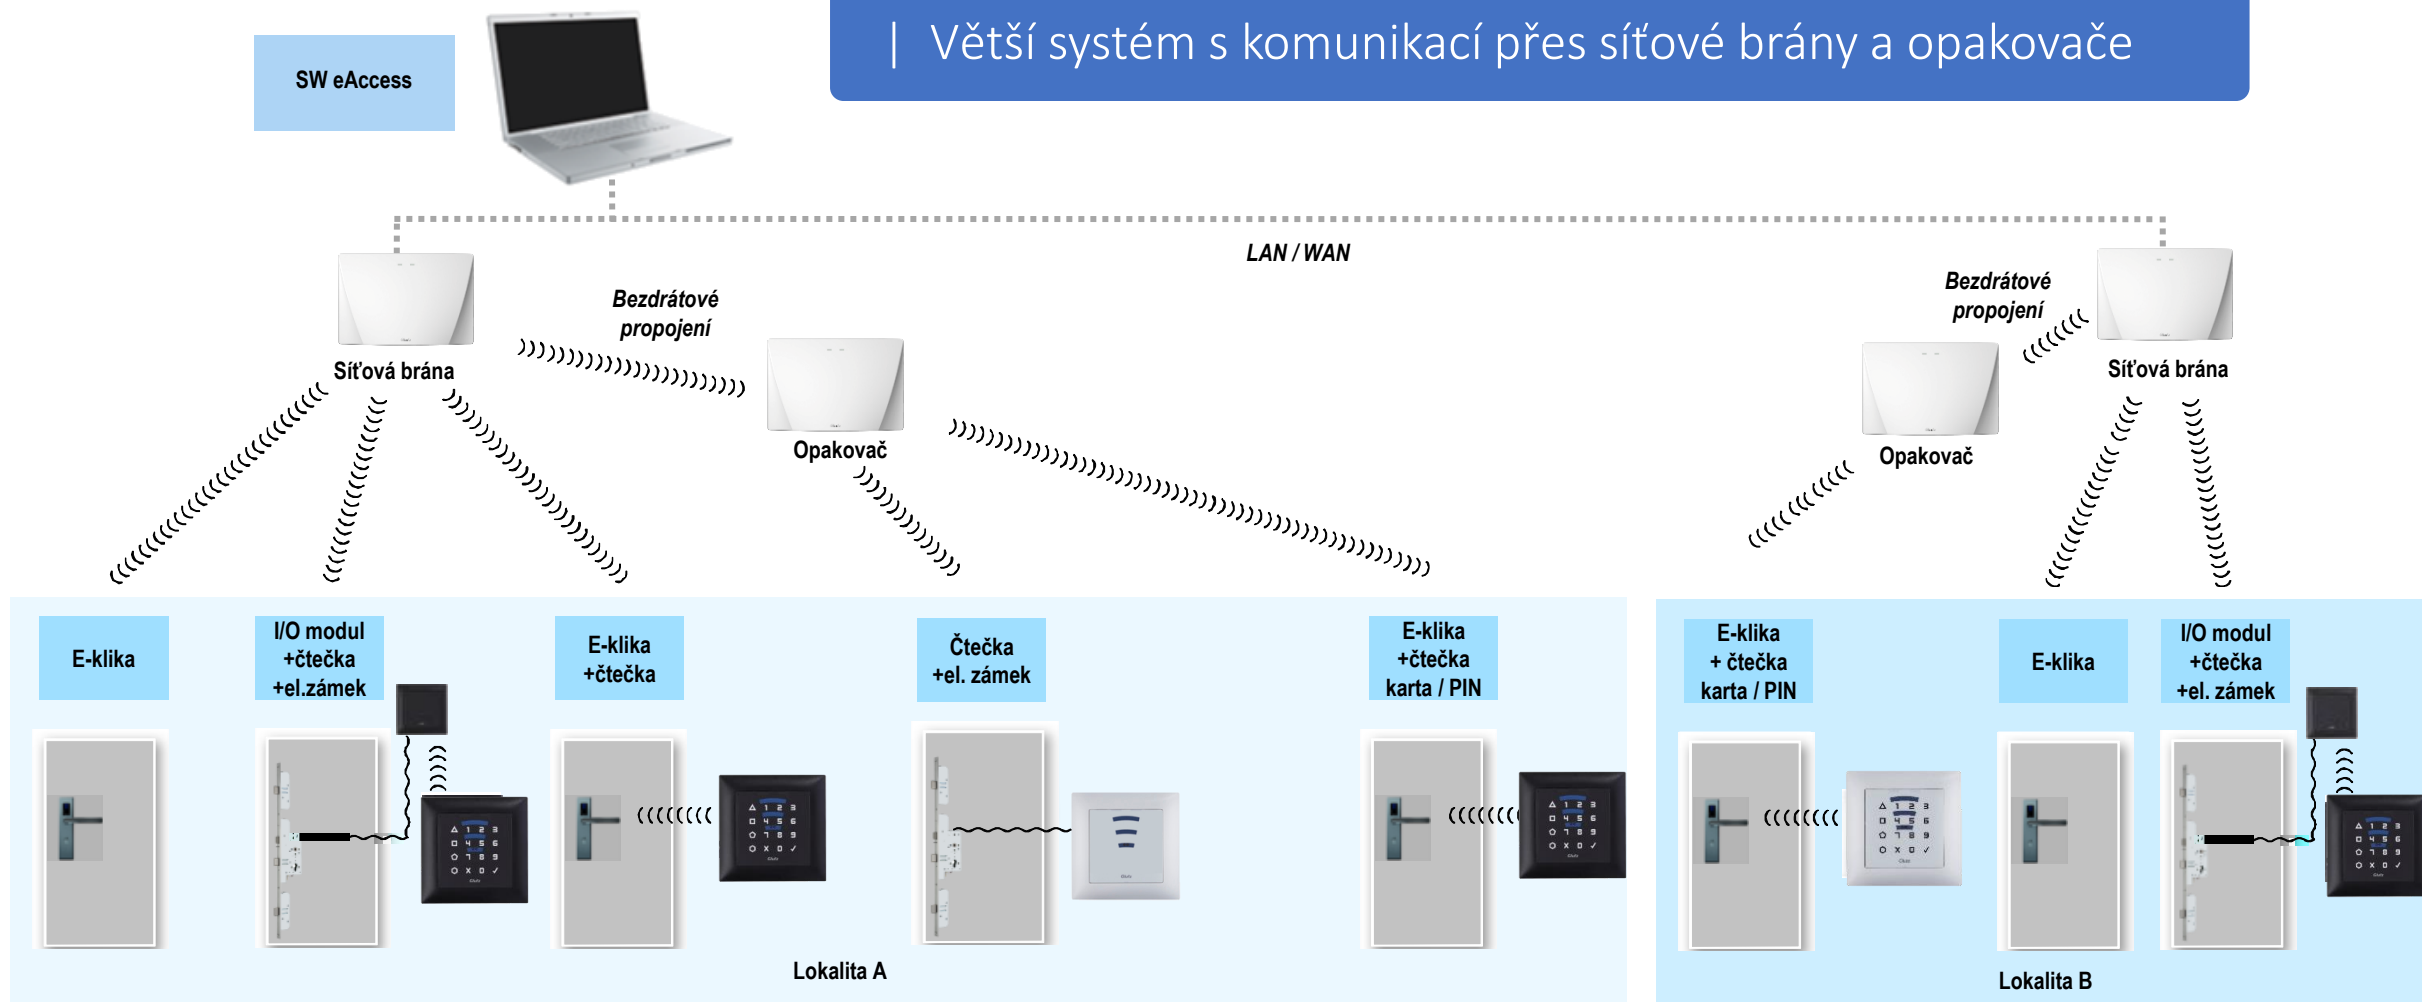 | Větší systém s komunikací přes síťové brány a opakovače
SW eAccess
LAN / WAN
Bezdrátové
propojení
Bezdrátové
propojení
Síťová brána
Síťová brána
Opakovač
Opakovač
E-klika
I/O modul
+čtečka
+el.zámek
E-klika
+čtečka
Čtečka
+el. zámek
E-klika
+čtečka
karta / PIN
E-klika
+ čtečka
karta / PIN
E-klika
I/O modul
+čtečka
+el. zámek
Lokalita A
Lokalita B